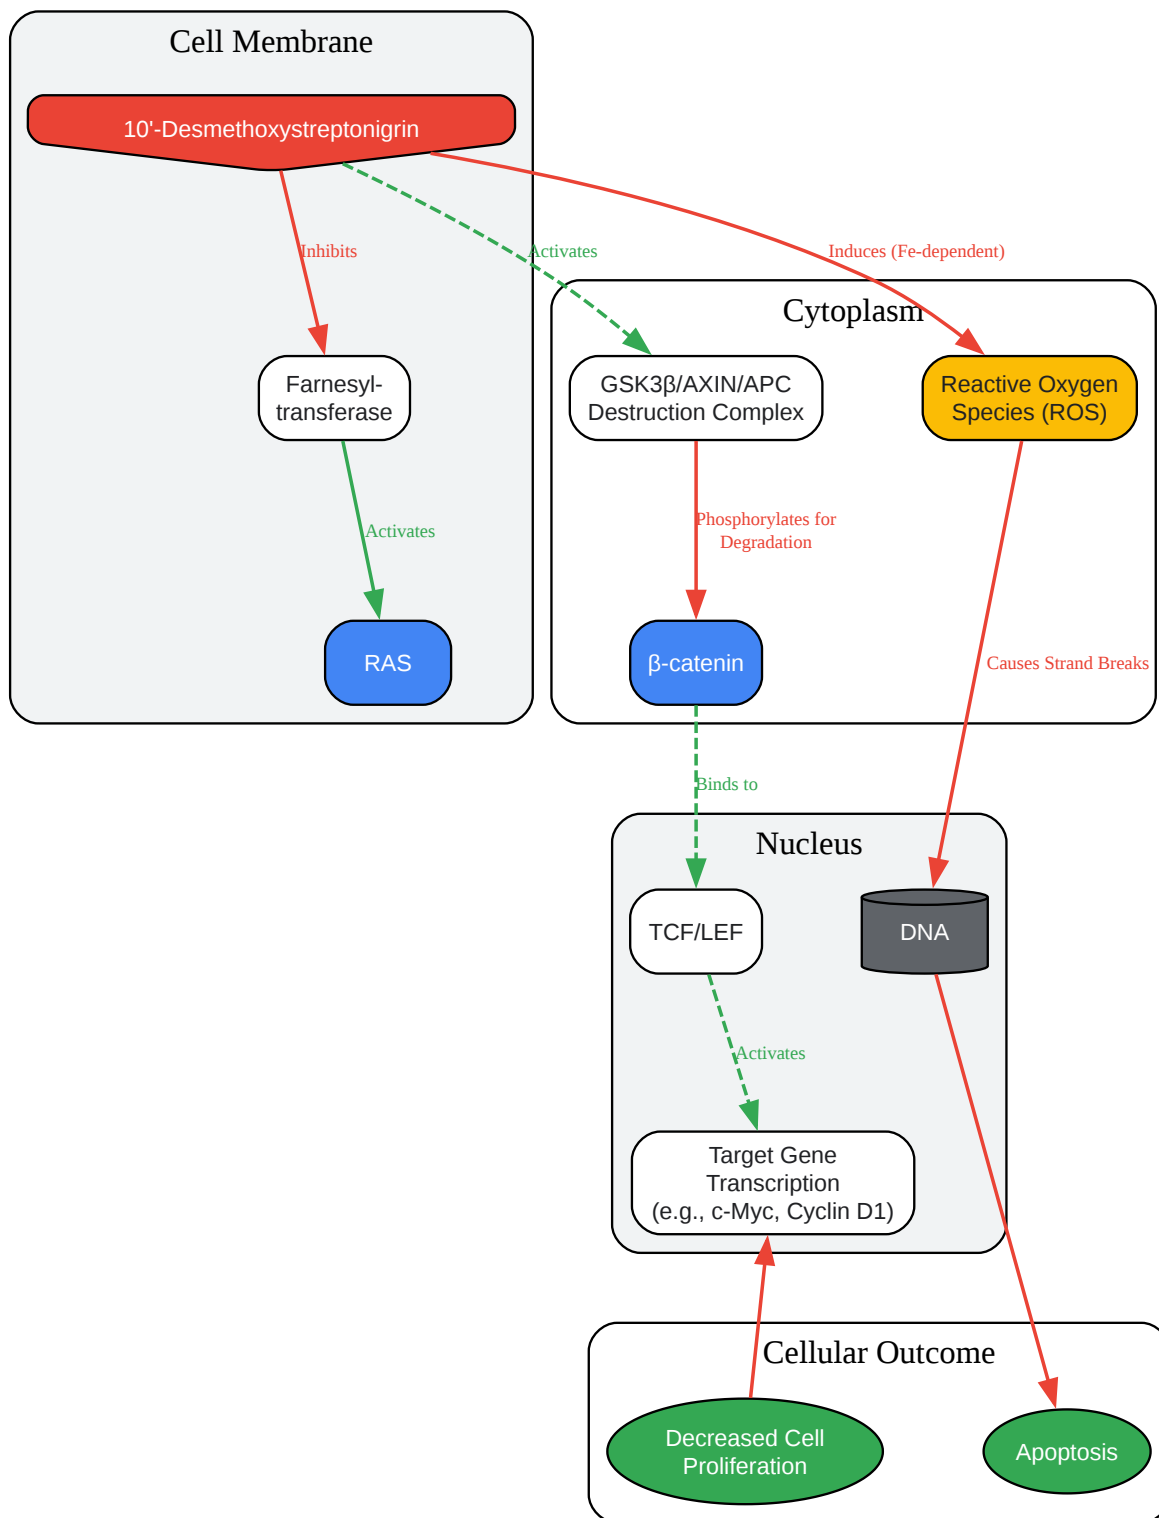 Cell Membrane
10'-Desmethoxystreptonigrin
Inhibits
Activates
Induces (Fe-dependent)
Cytoplasm
Farnesyl-
transferase
GSK3β/AXIN/APC
Destruction Complex
Reactive Oxygen
Species (ROS)
Activates
Phosphorylates for
Degradation
RAS
β-catenin
Causes Strand Breaks
Binds to
Nucleus
TCF/LEF
DNA
Activates
Target Gene
Transcription
(e.g., c-Myc, Cyclin D1)
Cellular Outcome
Decreased Cell
Proliferation
Apoptosis